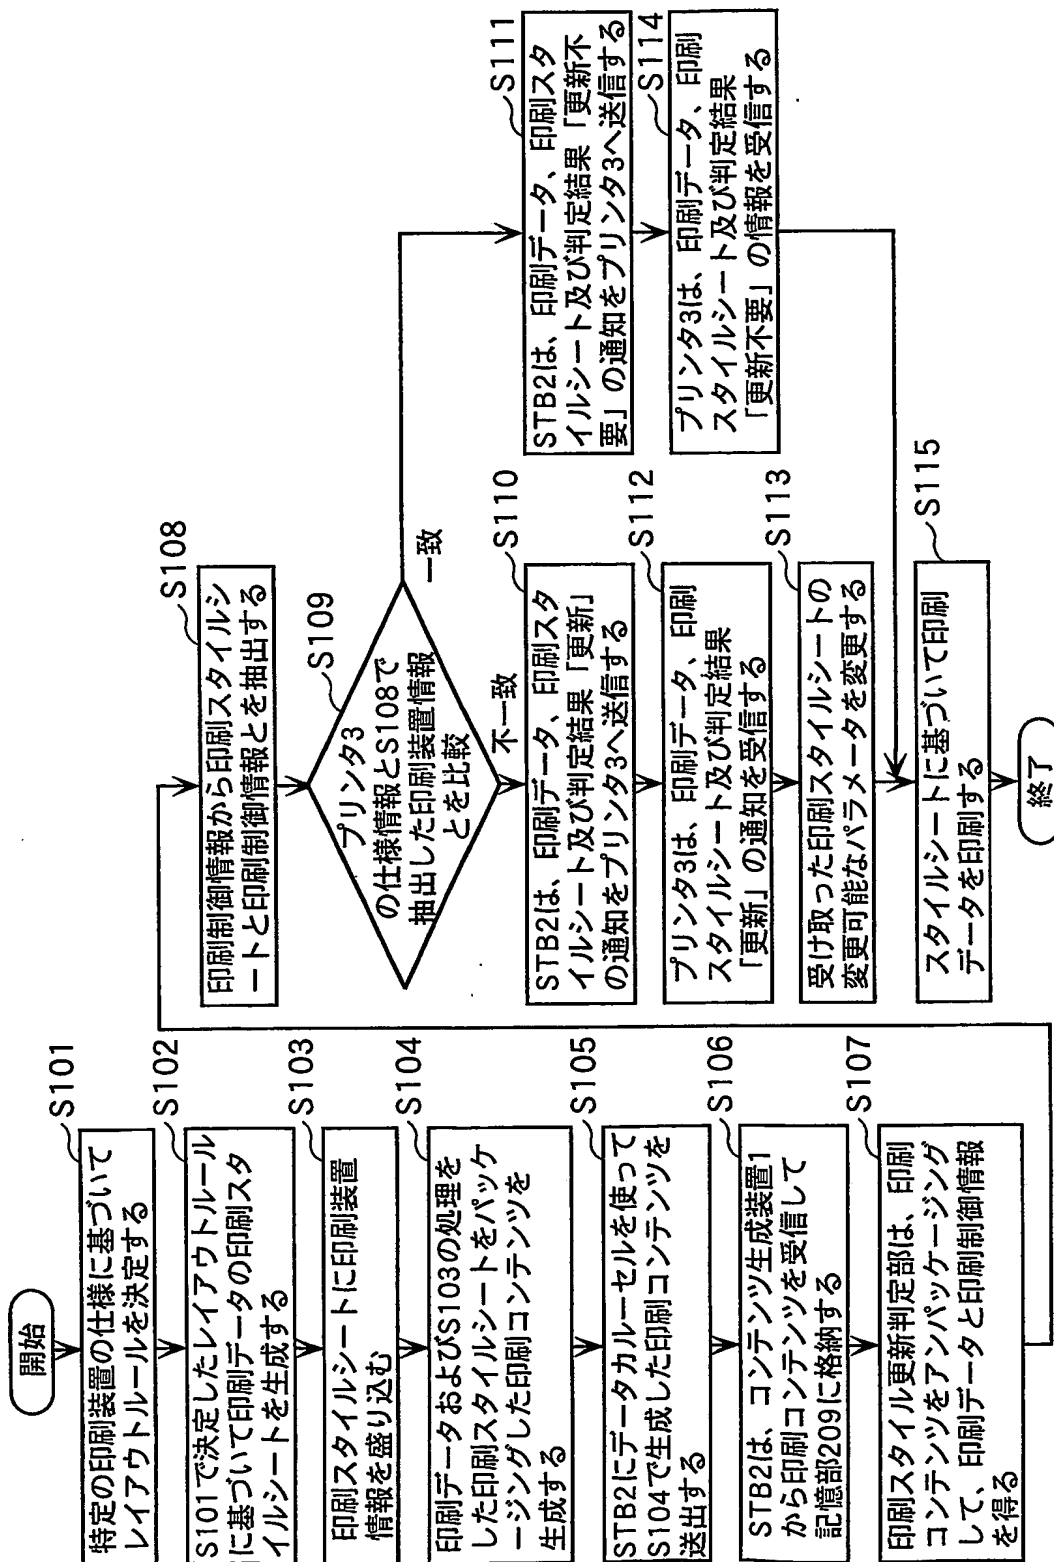 開始
S101
特定の印刷装置の仕様に基づいて
レイアウトルールを決定する
S102
S101で決定したレイアウトルール
に基づいて印刷データの印刷スタ
イルシートを生成する
S103
印刷スタイルシートに印刷装置
情報を盛り込む
S104
印刷データおよびS103の処理を
した印刷スタイルシートをパッケ
ージングした印刷コンテンツを
生成する
S105
STB2にデータカルーセルを使って
S104で生成した印刷コンテンツを
送出する
S106
STB2は、コンテンツ生成装置1
から印刷コンテンツを受信して
記憶部209に格納する
S107
印刷スタイル更新判定部は、印刷
コンテンツをアンパッケージング
して、印刷データと印刷制御情報
を得る
S108
印刷制御情報から印刷スタイルシ
ートと印刷制御情報とを抽出する
S109
プリンタ3
の仕様情報とS108で
抽出した印刷装置情報
とを比較
不一致
一致
S110
STB2は、印刷データ、印刷スタ
イルシート及び判定結果「更新」
の通知をプリンタ3へ送信する
S112
プリンタ3は、印刷データ、印刷
スタイルシート及び判定結果
「更新」の通知を受信する
S113
受け取った印刷スタイルシートの
変更可能なパラメータを変更する
S111
STB2は、印刷データ、印刷スタ
イルシート及び判定結果「更新不
要」の通知をプリンタ3へ送信する
S114
プリンタ3は、印刷データ、印刷
スタイルシート及び判定結果
「更新不要」の情報を受信する
S115
スタイルシートに基づいて印刷
データを印刷する
終了